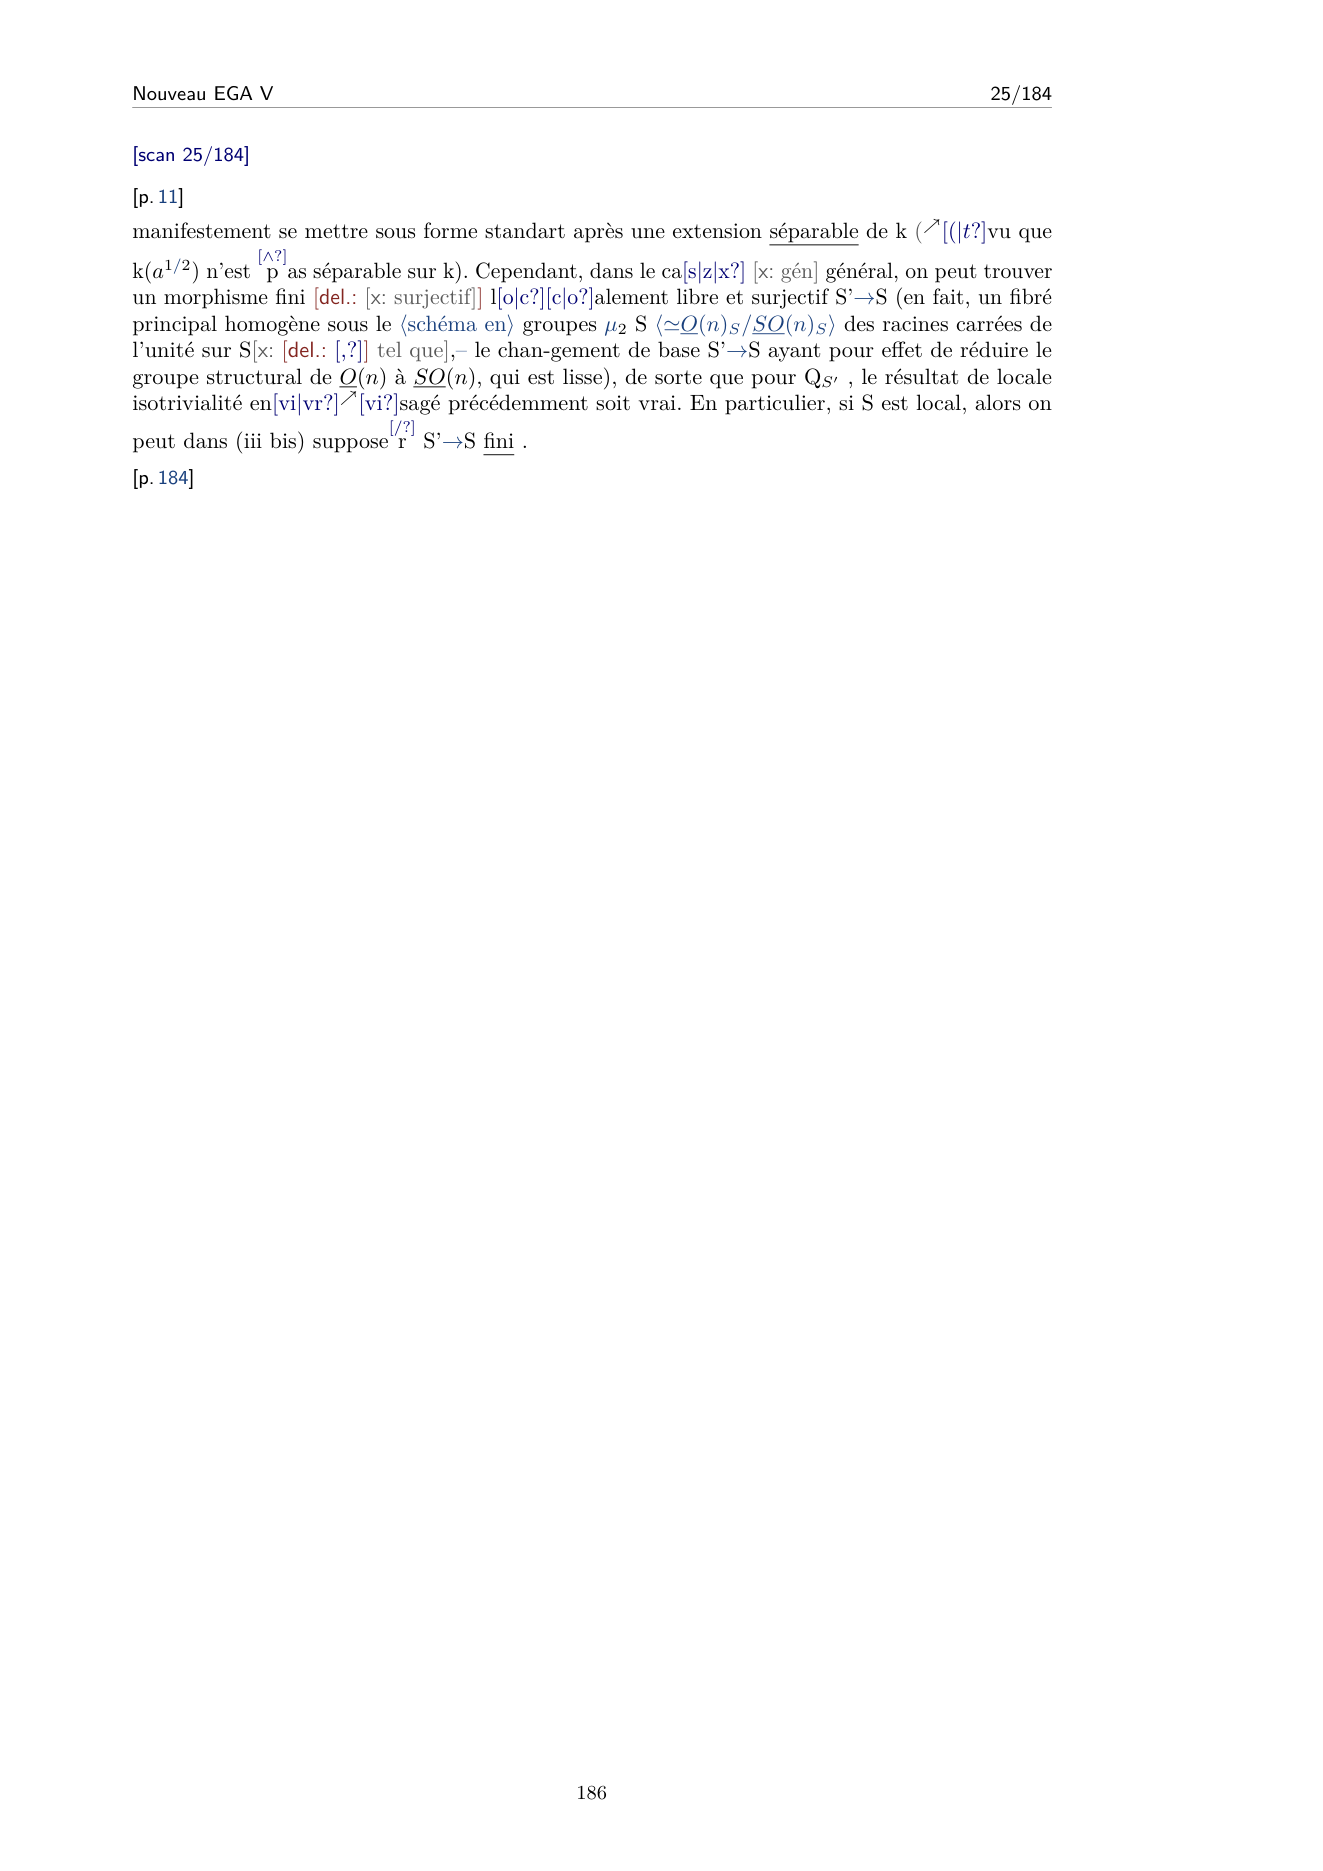 Nouveau EGA V 25/184
[scan 25/184]
[p. 11]
manifestement se mettre sous forme standart après une extension séparable de k (↗[(|t?]vu que
k(a^{1/2}) n'est [∧?]pas séparable sur k). Cependant, dans le ca[s|z|x?] [x: gén] général, on peut trouver
un morphisme fini [del.: [x: surjectif]] l[o|c?][c|o?]alement libre et surjectif S'→S (en fait, un fibré
principal homogène sous le ⟨schéma en⟩ groupes μ₂ S ⟨≃O(n)_S/SO(n)_S⟩ des racines carrées de
l'unité sur S[x: [del.: [,?]] tel que],– le chan-gement de base S'→S ayant pour effet de réduire le
groupe structural de O(n) à SO(n), qui est lisse), de sorte que pour Q_{S′} , le résultat de locale
isotrivialité en[vi|vr?]↗[vi?]sagé précédemment soit vrai. En particulier, si S est local, alors on
peut dans (iii bis) suppose[/?]r S'→S fini .
[p. 184]
186